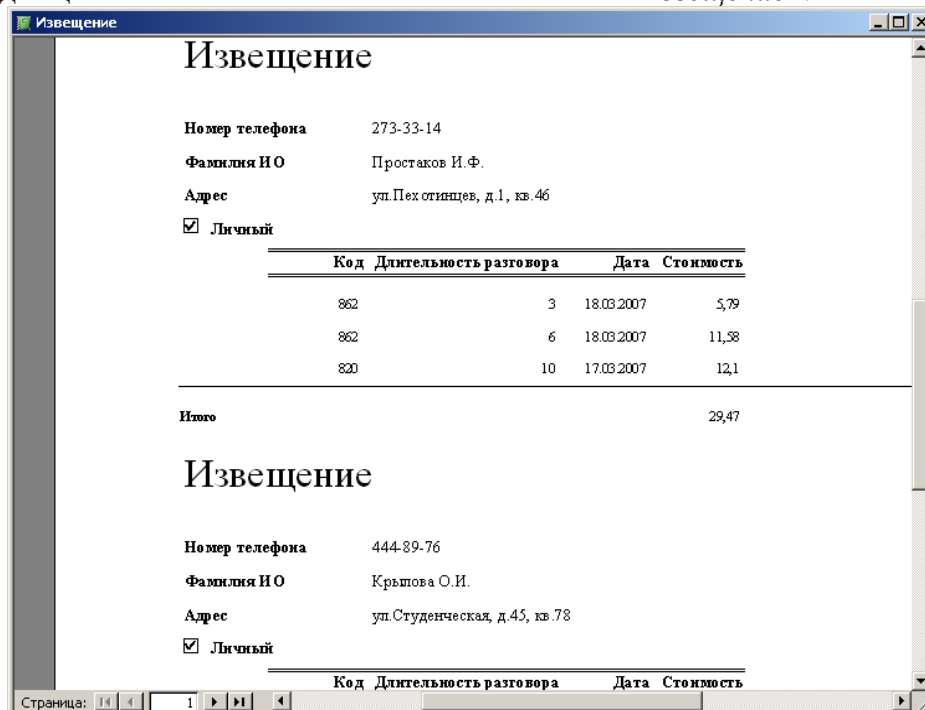 Извещение
Извещение
Номер телефона 273-33-14
Фамилия И О Простаков И.Ф.
Адрес ул.Пехотинцев, д.1, кв.46
Личный
Код Длительность разговора Дата Стоимость
862 3 18.03.2007 5,79
862 6 18.03.2007 11,58
820 10 17.03.2007 12,1
Итого 29,47
Извещение
Номер телефона 444-89-76
Фамилия И О Крылова О.И.
Адрес ул.Студенческая, д.45, кв.78
Личный
Код Длительность разговора Дата Стоимость
Страница: 1